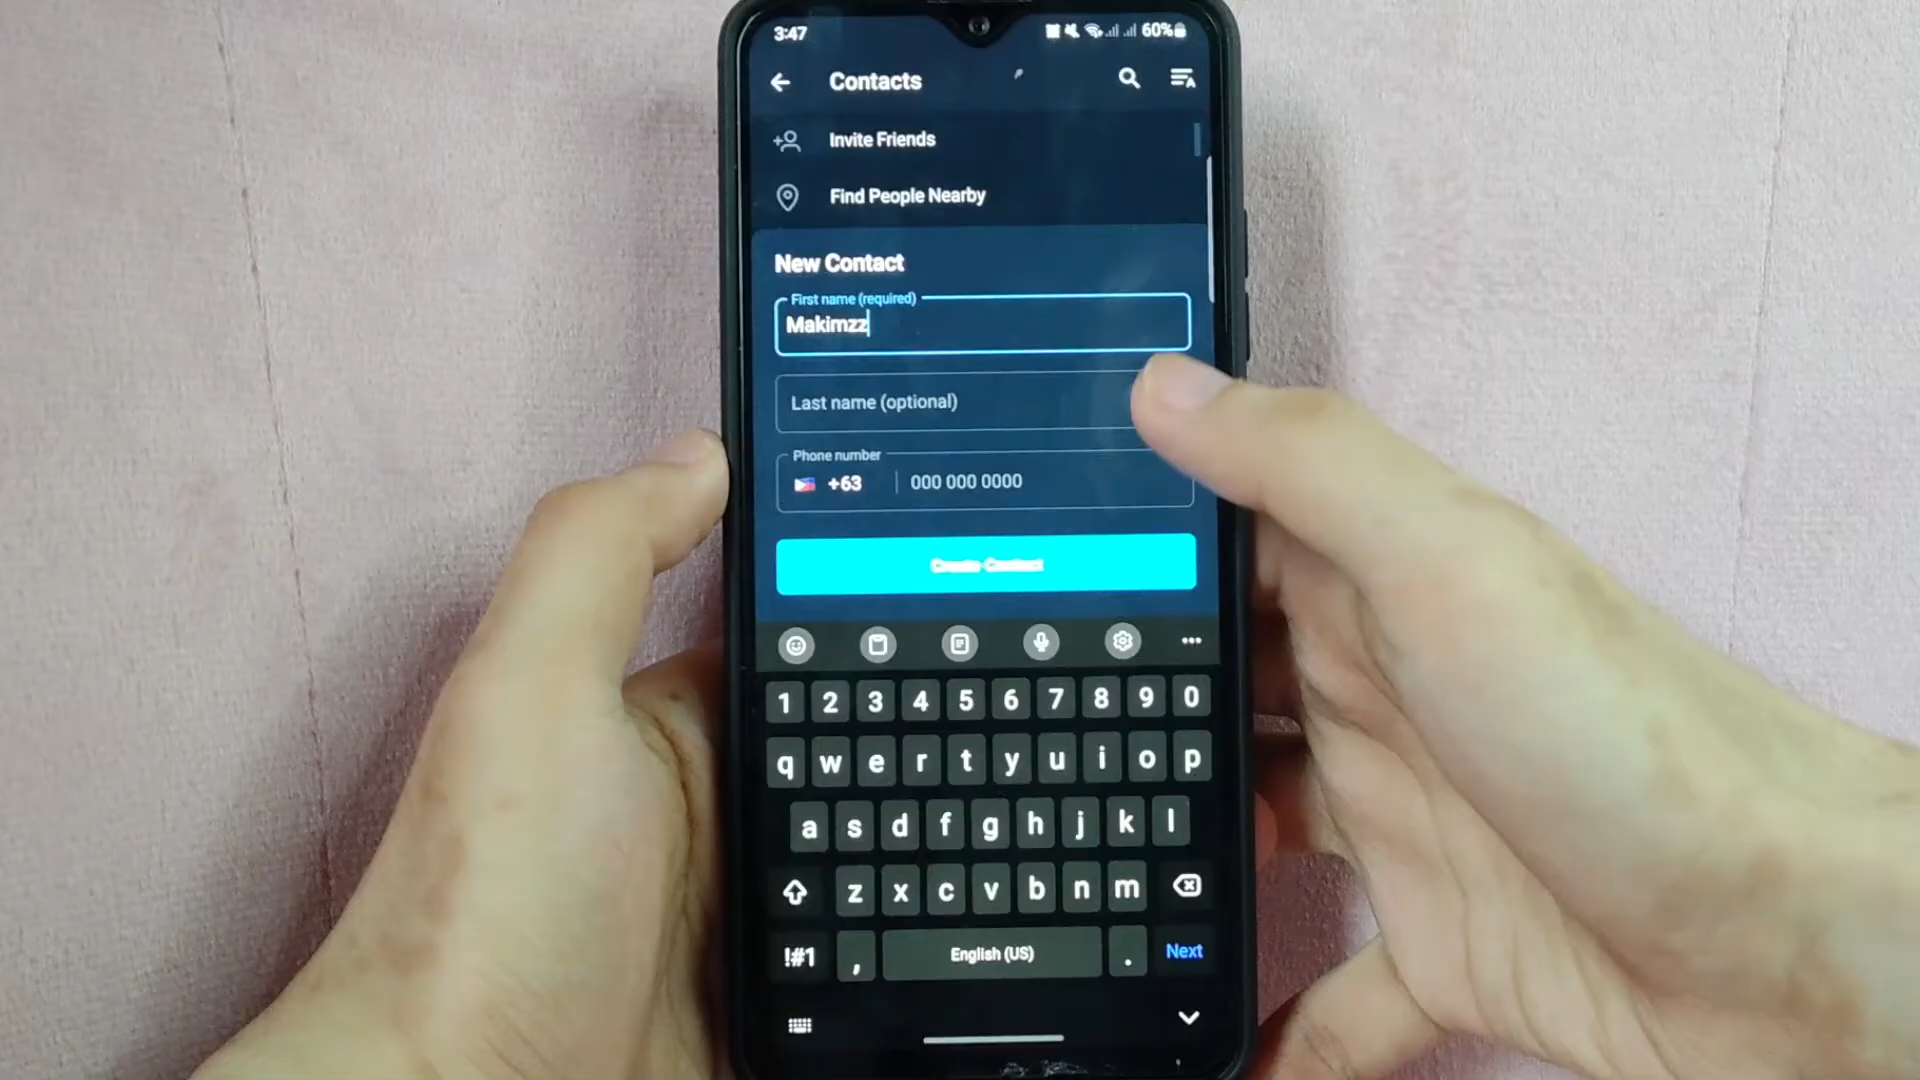 3:47
60%
Contacts
Invite Friends
Find People Nearby
New Contact
First name (required)
Makimzz
Last name (optional)
Phone number
+63 000 000 0000
Create Contact
1 2 3 4 5 6 7 8 9 0
q w e r t y u i o p
a s d f g h j k l
z x c v b n m
!#1 , English (US) . Next